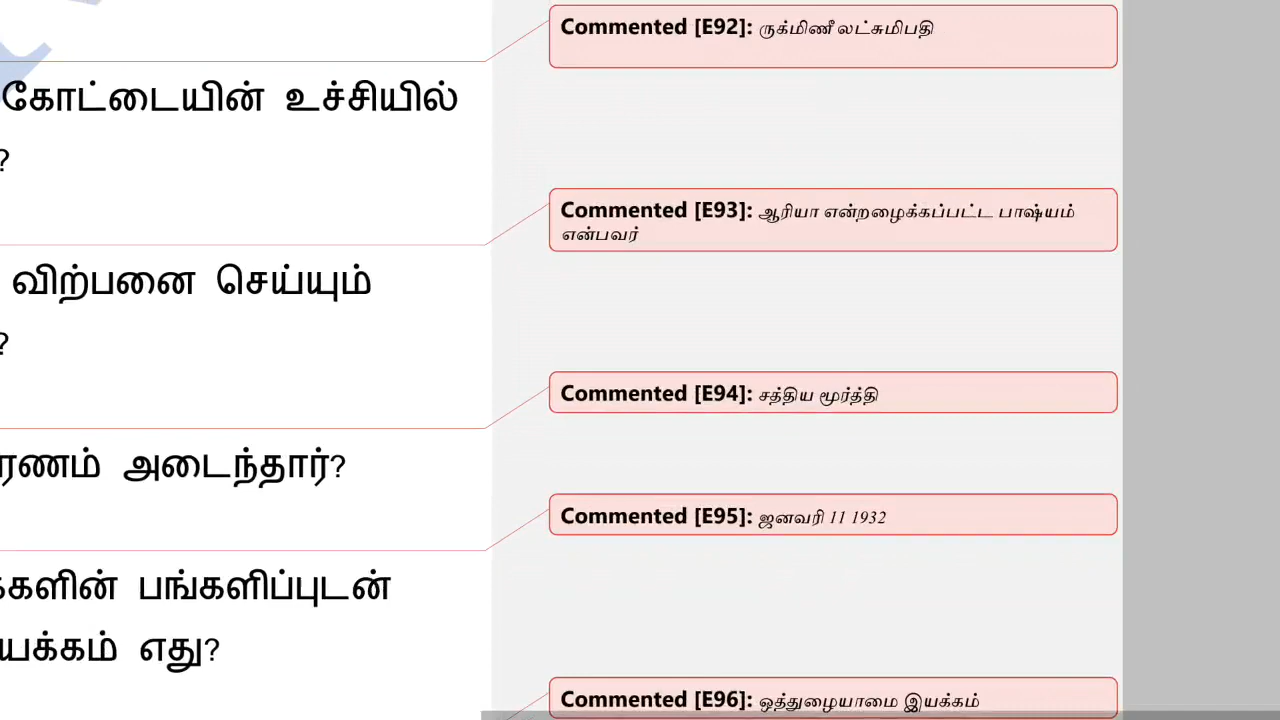 Commented [E92]: ருக்மிணீ லட்சுமிபதி
கோட்டையின் உச்சியில்
?
Commented [E93]: ஆரியா என்றழைக்கப்பட்ட பாஷ்யம்
என்பவர்
விற்பனை செய்யும்
?
Commented [E94]: சத்திய மூர்த்தி
ரணம் அடைந்தார்?
Commented [E95]: ஜனவரி 11 1932
களின் பங்களிப்புடன்
யக்கம் எது?
Commented [E96]: ஒத்துழையாமை இயக்கம்